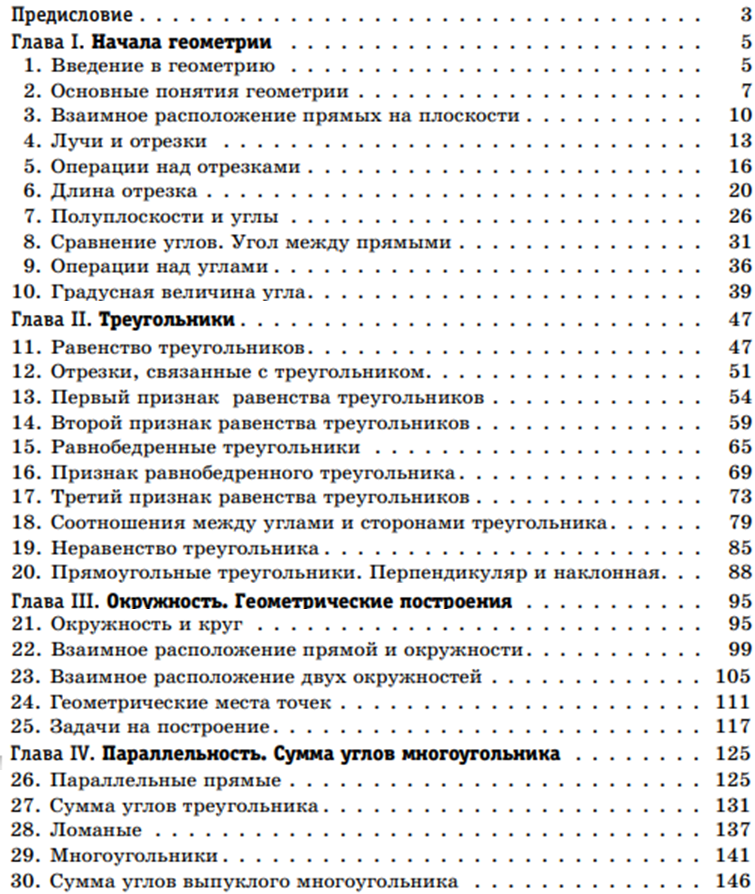 Предисловие . . . . . . . . . . . . . . . . . . . . . . . . . . . . . . . . . . 3
Глава I. Начала геометрии . . . . . . . . . . . . . . . . . . . . . . . . . 5
1. Введение в геометрию . . . . . . . . . . . . . . . . . . . . . . . . . 5
2. Основные понятия геометрии . . . . . . . . . . . . . . . . . . . . . 7
3. Взаимное расположение прямых на плоскости . . . . . . . . . . . 10
4. Лучи и отрезки . . . . . . . . . . . . . . . . . . . . . . . . . . . . . 13
5. Операции над отрезками . . . . . . . . . . . . . . . . . . . . . . . . 16
6. Длина отрезка . . . . . . . . . . . . . . . . . . . . . . . . . . . . . . 20
7. Полуплоскости и углы . . . . . . . . . . . . . . . . . . . . . . . . . 26
8. Сравнение углов. Угол между прямыми . . . . . . . . . . . . . . . 31
9. Операции над углами . . . . . . . . . . . . . . . . . . . . . . . . . . 36
10. Градусная величина угла. . . . . . . . . . . . . . . . . . . . . . . . 39
Глава II. Треугольники . . . . . . . . . . . . . . . . . . . . . . . . . . . . 47
11. Равенство треугольников. . . . . . . . . . . . . . . . . . . . . . . . 47
12. Отрезки, связанные с треугольником. . . . . . . . . . . . . . . . . 51
13. Первый признак равенства треугольников . . . . . . . . . . . . . 54
14. Второй признак равенства треугольников . . . . . . . . . . . . . . 59
15. Равнобедренные треугольники . . . . . . . . . . . . . . . . . . . . 65
16. Признак равнобедренного треугольника . . . . . . . . . . . . . . . 69
17. Третий признак равенства треугольников . . . . . . . . . . . . . . 73
18. Соотношения между углами и сторонами треугольника. . . . . . 79
19. Неравенство треугольника . . . . . . . . . . . . . . . . . . . . . . . 85
20. Прямоугольные треугольники. Перпендикуляр и наклонная. . . 88
Глава III. Окружность. Геометрические построения . . . . . . . . . . . 95
21. Окружность и круг . . . . . . . . . . . . . . . . . . . . . . . . . . . 95
22. Взаимное расположение прямой и окружности. . . . . . . . . . . 99
23. Взаимное расположение двух окружностей . . . . . . . . . . . . . 105
24. Геометрические места точек . . . . . . . . . . . . . . . . . . . . . . 111
25. Задачи на построение. . . . . . . . . . . . . . . . . . . . . . . . . . 117
Глава IV. Параллельность. Сумма углов многоугольника . . . . . . . . 125
26. Параллельные прямые . . . . . . . . . . . . . . . . . . . . . . . . . 125
27. Сумма углов треугольника . . . . . . . . . . . . . . . . . . . . . . . 131
28. Ломаные . . . . . . . . . . . . . . . . . . . . . . . . . . . . . . . . . 137
29. Многоугольники . . . . . . . . . . . . . . . . . . . . . . . . . . . . . 141
30. Сумма углов выпуклого многоугольника . . . . . . . . . . . . . . 146